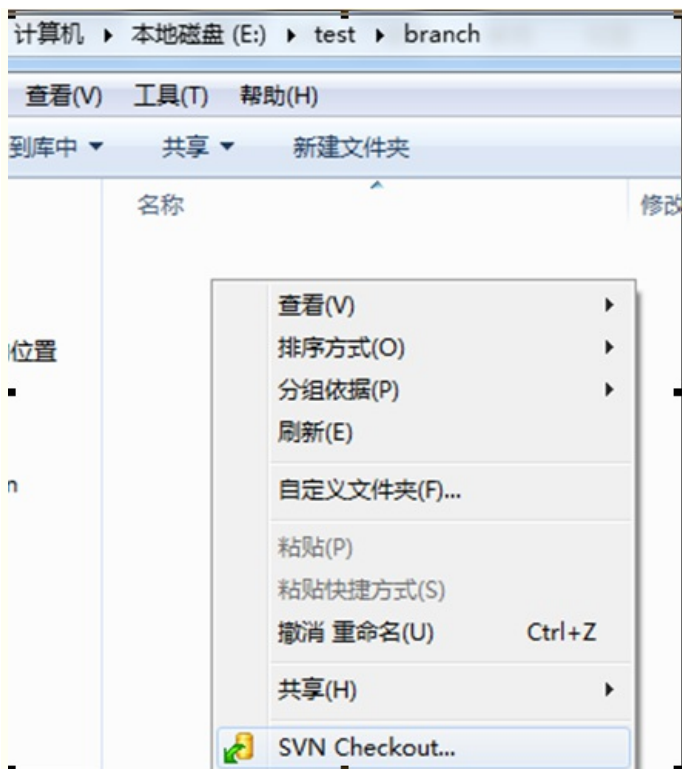 计算机 ▸ 本地磁盘 (E:) ▸ test ▸ branch
查看(V) 工具(T) 帮助(H)
到库中 共享 新建文件夹
名称 修改
查看(V)
排序方式(O)
位置
分组依据(P)
刷新(E)
n
自定义文件夹(F)...
粘贴(P)
粘贴快捷方式(S)
撤消 重命名(U) Ctrl+Z
共享(H)
SVN Checkout...